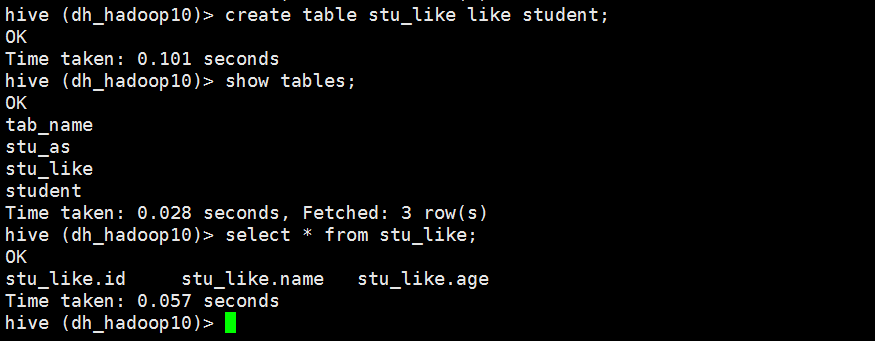 hive (dh_hadoop10)> create table stu_like like student;
OK
Time taken: 0.101 seconds
hive (dh_hadoop10)> show tables;
OK
tab_name
stu_as
stu_like
student
Time taken: 0.028 seconds, Fetched: 3 row(s)
hive (dh_hadoop10)> select * from stu_like;
OK
stu_like.id     stu_like.name   stu_like.age
Time taken: 0.057 seconds
hive (dh_hadoop10)>